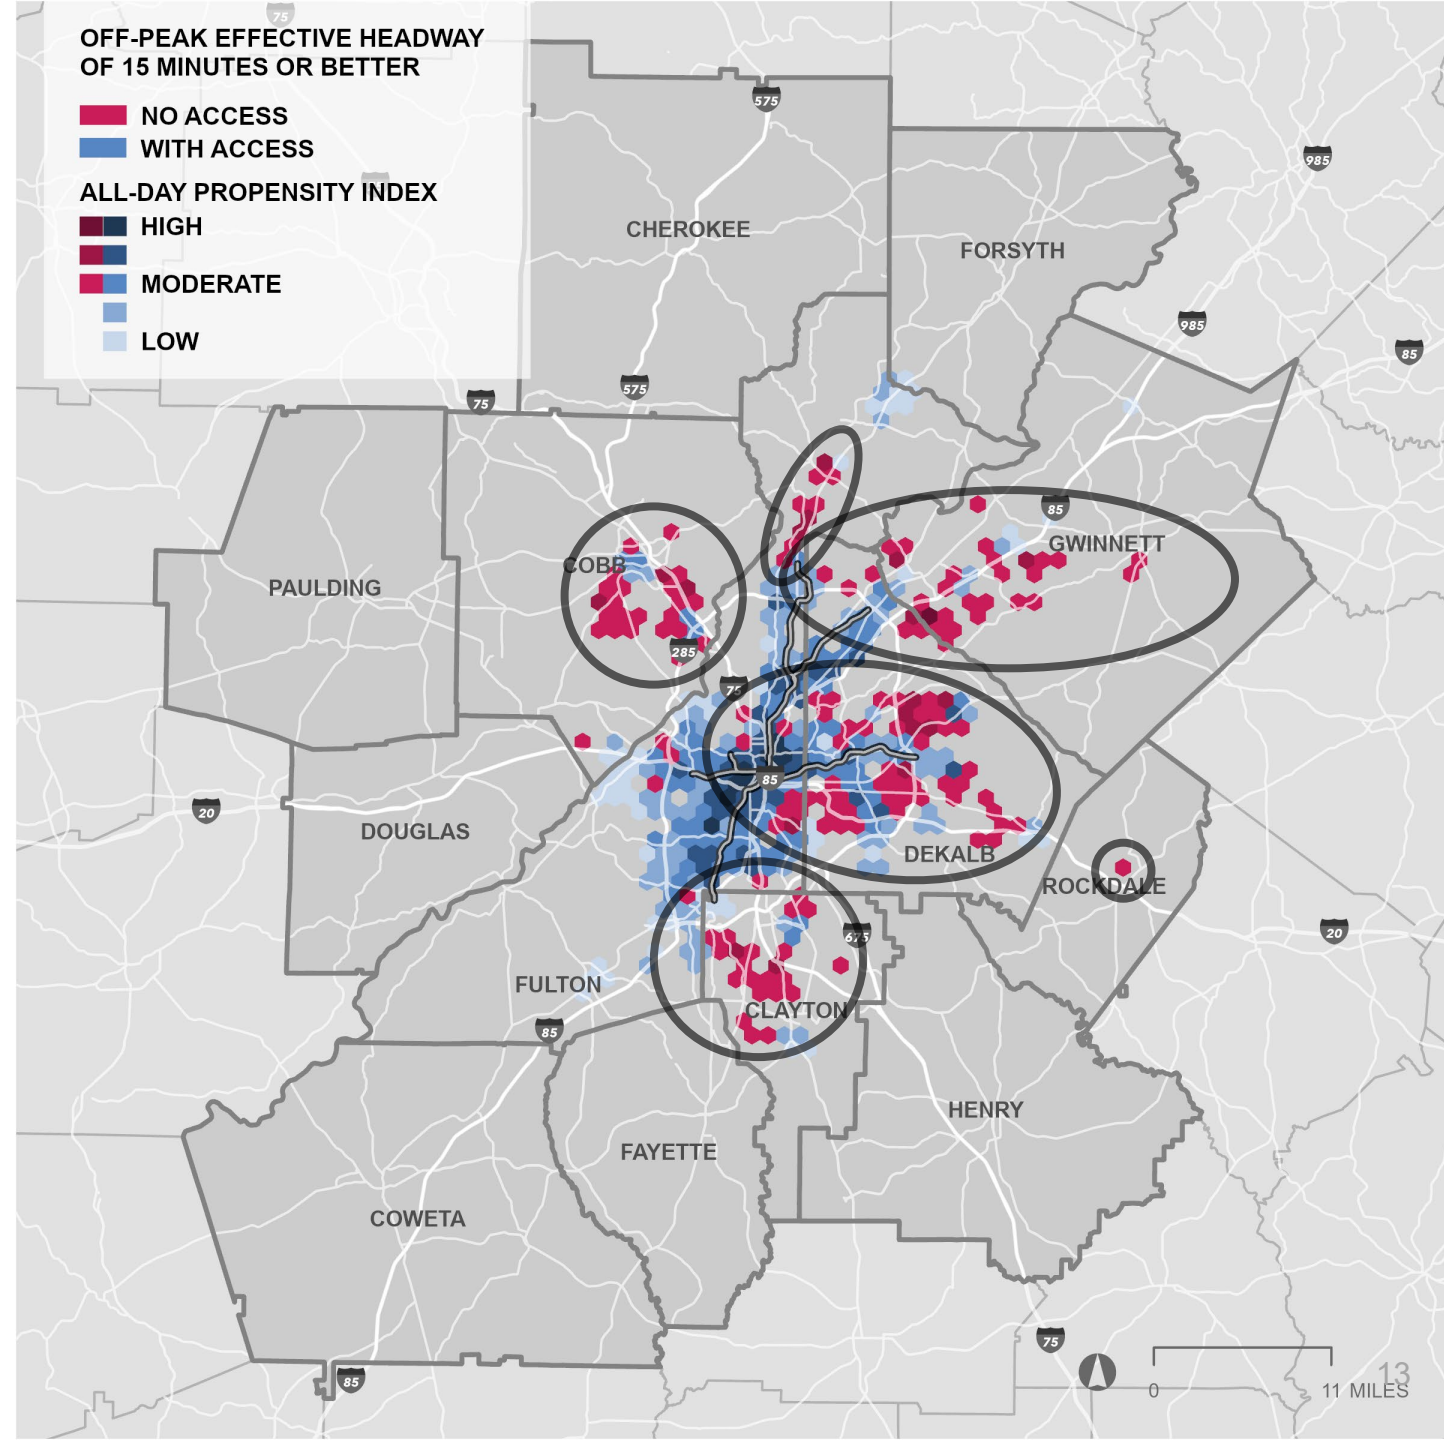 75
OFF-PEAK EFFECTIVE HEADWAY
OF 15 MINUTES OR BETTER
NO ACCESS
WITH ACCESS
ALL-DAY PROPENSITY INDEX
HIGH
MODERATE
LOW
575
985
CHEROKEE
FORSYTH
985
85
575
75
85
GWINNETT
COBB
PAULDING
285
75
85
20
DOUGLAS
DEKALB
ROCKDALE
20
675
FULTON
CLAYTON
85
HENRY
FAYETTE
COWETA
75
85
13
0
11 MILES